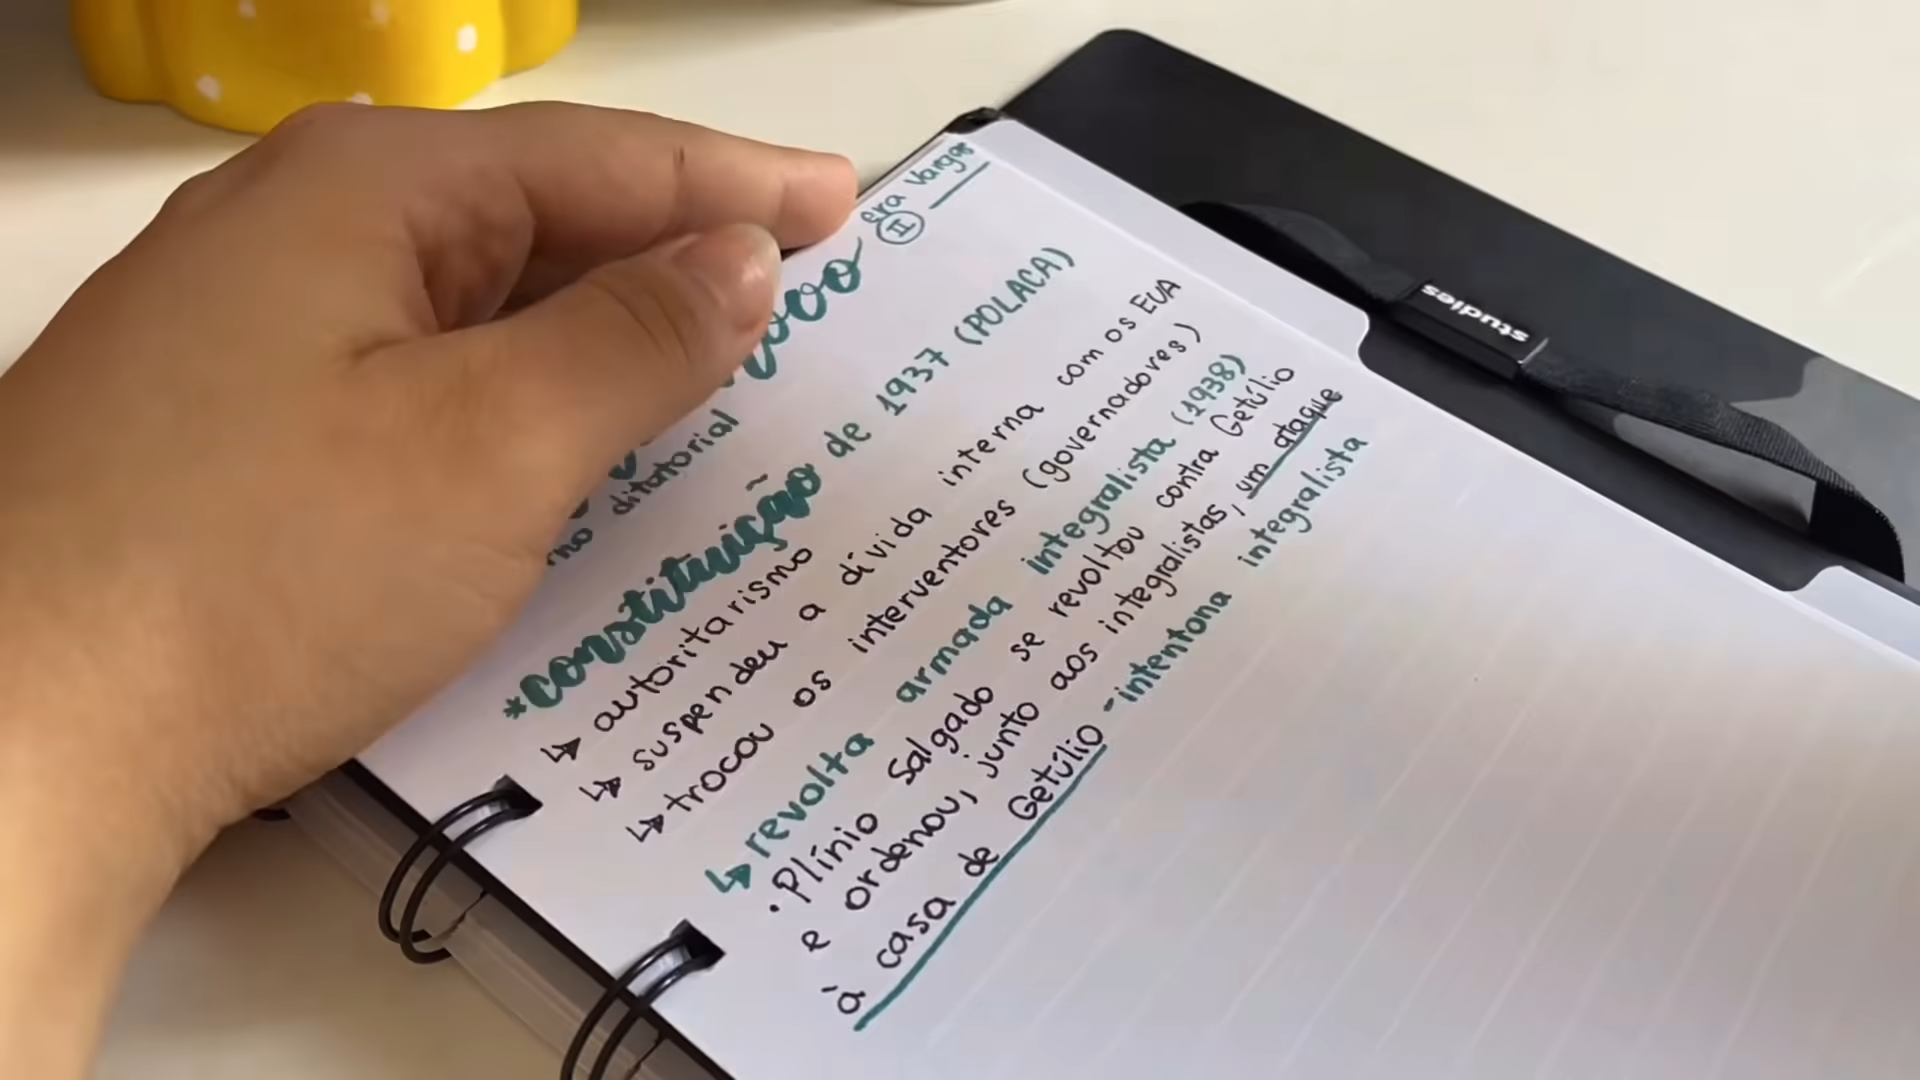 era Vargas
II
ditatorial
*constituição de 1937 (POLACA)
↳ autoritarismo
↳ suspendeu a dívida interna com os EUA
↳ trocou os interventores (governadores)
↳ revolta armada integralista (1938)
• Plínio Salgado se revoltou contra Getúlio
e ordenou, junto aos integralistas, um ataque
à casa de Getúlio - intentona integralista
studies